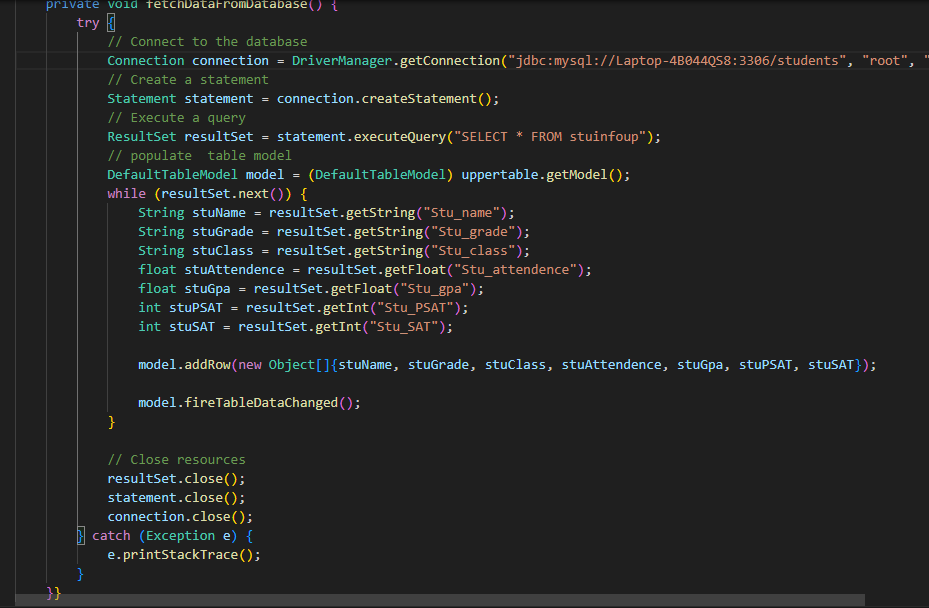 private void fetchDataFromDatabase() {
try {
// Connect to the database
Connection connection = DriverManager.getConnection("jdbc:mysql://Laptop-4B044QS8:3306/students", "root", "
// Create a statement
Statement statement = connection.createStatement();
// Execute a query
ResultSet resultSet = statement.executeQuery("SELECT * FROM stuinfoup");
// populate  table model
DefaultTableModel model = (DefaultTableModel) uppertable.getModel();
while (resultSet.next()) {
String stuName = resultSet.getString("Stu_name");
String stuGrade = resultSet.getString("Stu_grade");
String stuClass = resultSet.getString("Stu_class");
float stuAttendence = resultSet.getFloat("Stu_attendence");
float stuGpa = resultSet.getFloat("Stu_gpa");
int stuPSAT = resultSet.getInt("Stu_PSAT");
int stuSAT = resultSet.getInt("Stu_SAT");
model.addRow(new Object[]{stuName, stuGrade, stuClass, stuAttendence, stuGpa, stuPSAT, stuSAT});
model.fireTableDataChanged();
}
// Close resources
resultSet.close();
statement.close();
connection.close();
} catch (Exception e) {
e.printStackTrace();
}
}}